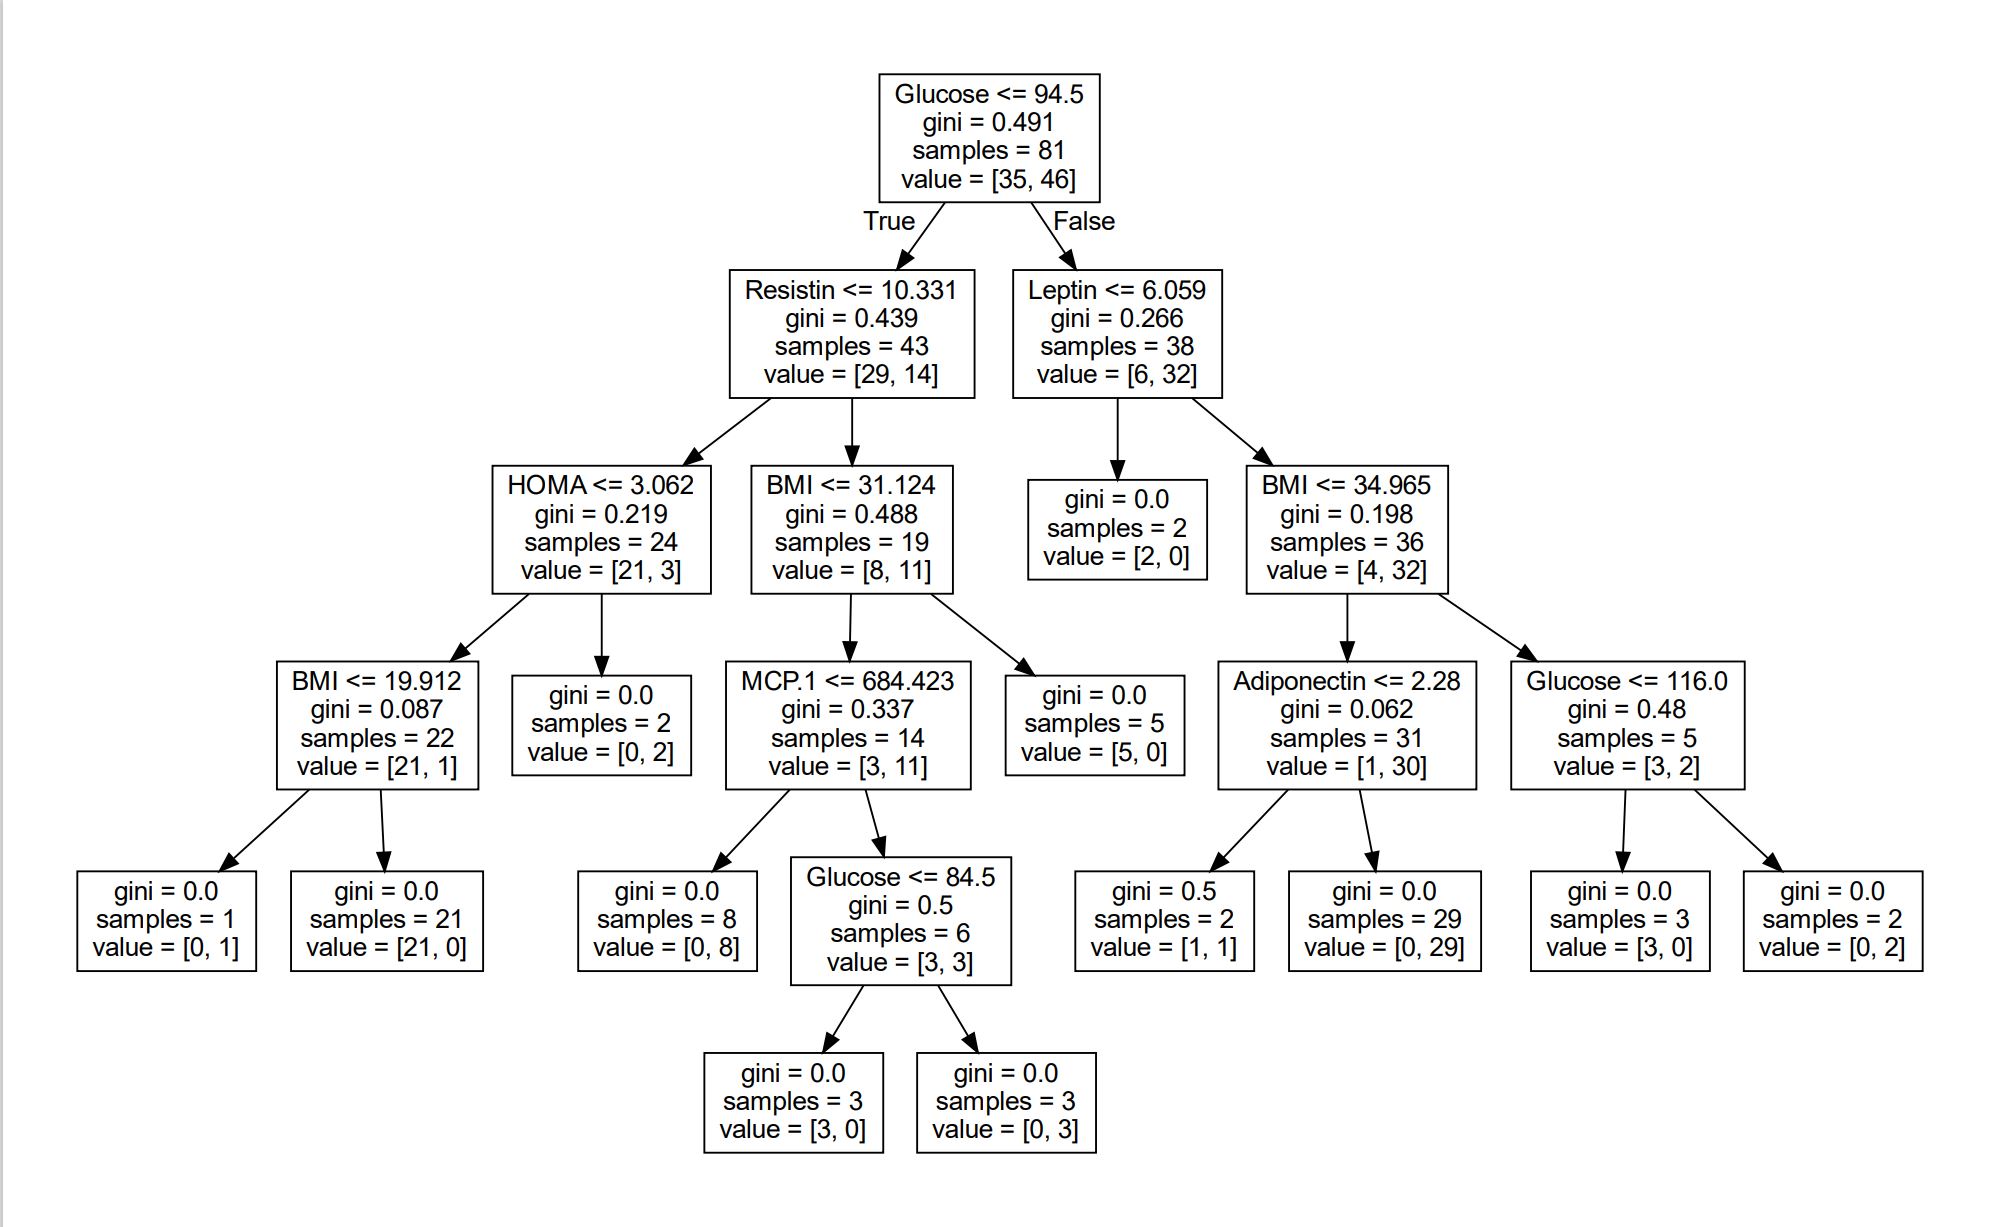 Glucose <= 94.5
gini = 0.491
samples = 81
value = [35, 46]
True
False
Resistin <= 10.331
gini = 0.439
samples = 43
value = [29, 14]
Leptin <= 6.059
gini = 0.266
samples = 38
value = [6, 32]
HOMA <= 3.062
gini = 0.219
samples = 24
value = [21, 3]
BMI <= 31.124
gini = 0.488
samples = 19
value = [8, 11]
gini = 0.0
samples = 2
value = [2, 0]
BMI <= 34.965
gini = 0.198
samples = 36
value = [4, 32]
BMI <= 19.912
gini = 0.087
samples = 22
value = [21, 1]
gini = 0.0
samples = 2
value = [0, 2]
MCP.1 <= 684.423
gini = 0.337
samples = 14
value = [3, 11]
gini = 0.0
samples = 5
value = [5, 0]
Adiponectin <= 2.28
gini = 0.062
samples = 31
value = [1, 30]
Glucose <= 116.0
gini = 0.48
samples = 5
value = [3, 2]
gini = 0.0
samples = 1
value = [0, 1]
gini = 0.0
samples = 21
value = [21, 0]
gini = 0.0
samples = 8
value = [0, 8]
Glucose <= 84.5
gini = 0.5
samples = 6
value = [3, 3]
gini = 0.5
samples = 2
value = [1, 1]
gini = 0.0
samples = 29
value = [0, 29]
gini = 0.0
samples = 3
value = [3, 0]
gini = 0.0
samples = 2
value = [0, 2]
gini = 0.0
samples = 3
value = [3, 0]
gini = 0.0
samples = 3
value = [0, 3]